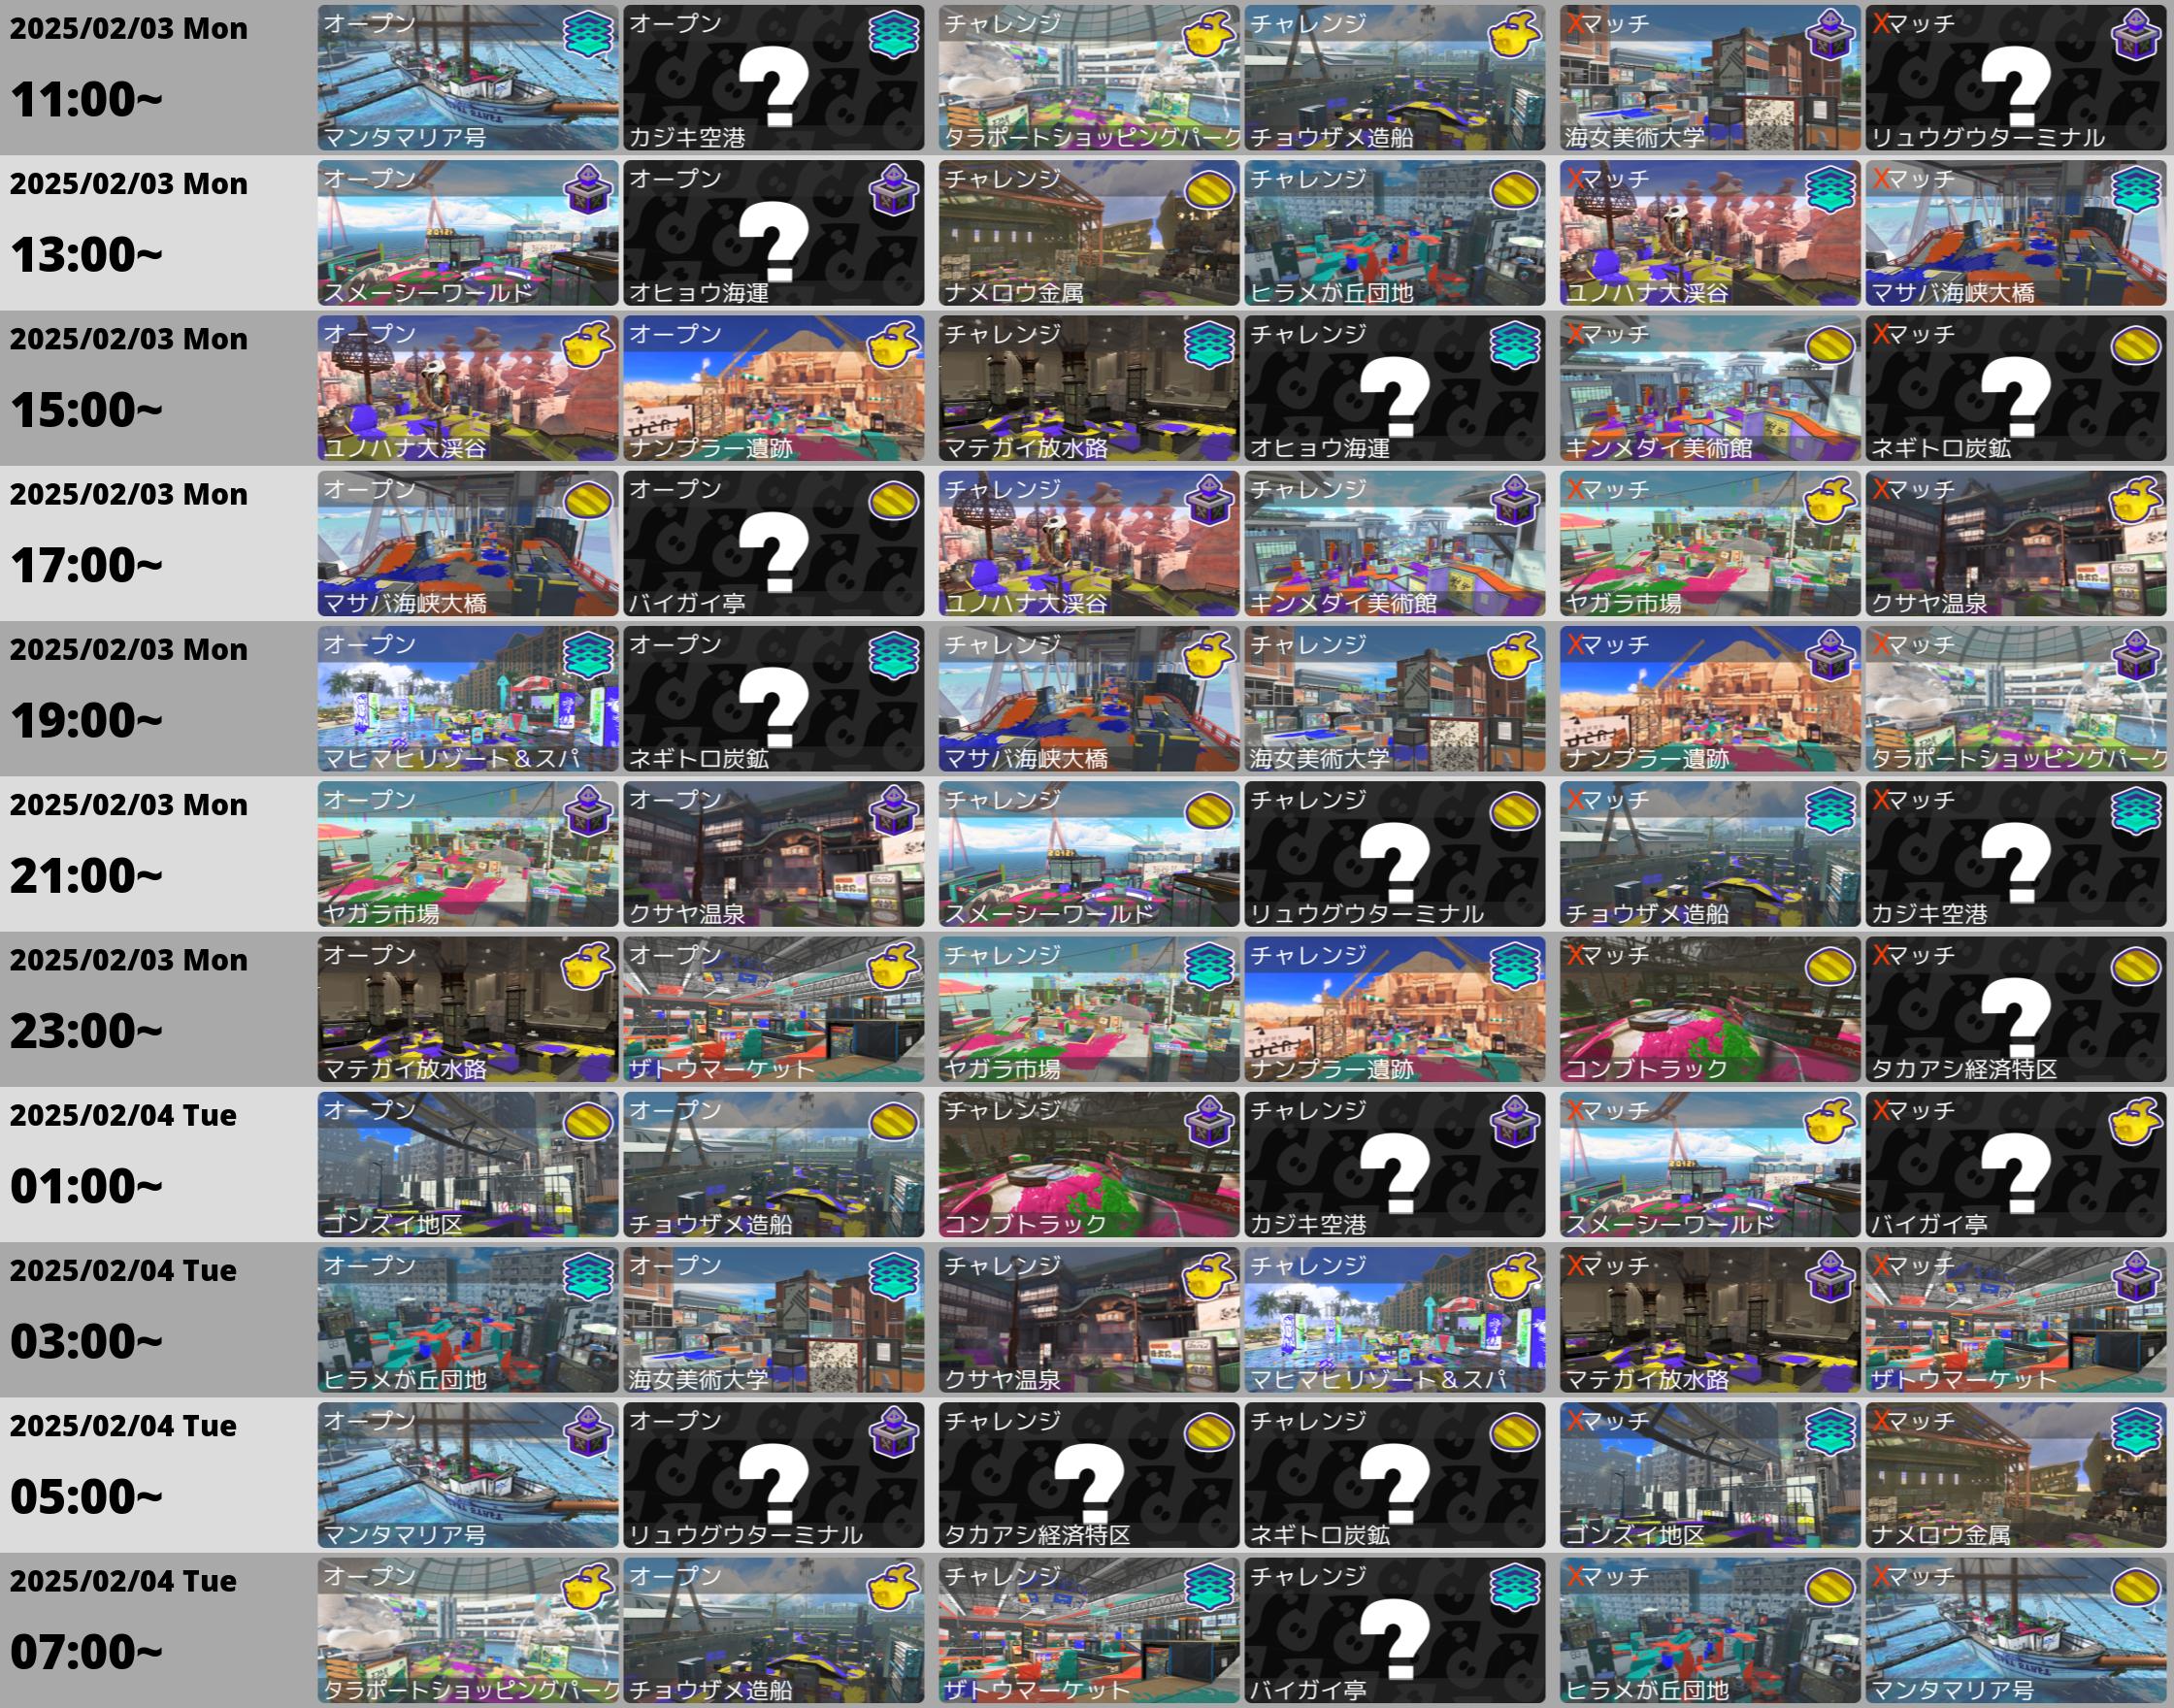 2025/02/03 Mon
11:00~
オープン オープン チャレンジ チャレンジ Xマッチ Xマッチ
マンタマリア号 カジキ空港 タラポートショッピングパーク チョウザメ造船 海女美術大学 リュウグウターミナル
2025/02/03 Mon
13:00~
オープン オープン チャレンジ チャレンジ Xマッチ Xマッチ
スメーシーワールド オヒョウ海運 ナメロウ金属 ヒラメが丘団地 ユノハナ大渓谷 マサバ海峡大橋
2025/02/03 Mon
15:00~
オープン オープン チャレンジ チャレンジ Xマッチ Xマッチ
ユノハナ大渓谷 ナンプラー遺跡 マテガイ放水路 オヒョウ海運 キンメダイ美術館 ネギトロ炭鉱
2025/02/03 Mon
17:00~
オープン オープン チャレンジ チャレンジ Xマッチ Xマッチ
マサバ海峡大橋 バイガイ亭 ユノハナ大渓谷 キンメダイ美術館 ヤガラ市場 クサヤ温泉
2025/02/03 Mon
19:00~
オープン オープン チャレンジ チャレンジ Xマッチ Xマッチ
マヒマヒリゾート＆スパ ネギトロ炭鉱 マサバ海峡大橋 海女美術大学 ナンプラー遺跡 タラポートショッピングパーク
2025/02/03 Mon
21:00~
オープン オープン チャレンジ チャレンジ Xマッチ Xマッチ
ヤガラ市場 クサヤ温泉 スメーシーワールド リュウグウターミナル チョウザメ造船 カジキ空港
2025/02/03 Mon
23:00~
オープン オープン チャレンジ チャレンジ Xマッチ Xマッチ
マテガイ放水路 ザトウマーケット ヤガラ市場 ナンプラー遺跡 コンブトラック タカアシ経済特区
2025/02/04 Tue
01:00~
オープン オープン チャレンジ チャレンジ Xマッチ Xマッチ
ゴンズイ地区 チョウザメ造船 コンブトラック カジキ空港 スメーシーワールド バイガイ亭
2025/02/04 Tue
03:00~
オープン オープン チャレンジ チャレンジ Xマッチ Xマッチ
ヒラメが丘団地 海女美術大学 クサヤ温泉 マヒマヒリゾート＆スパ マテガイ放水路 ザトウマーケット
2025/02/04 Tue
05:00~
オープン オープン チャレンジ チャレンジ Xマッチ Xマッチ
マンタマリア号 リュウグウターミナル タカアシ経済特区 ネギトロ炭鉱 ゴンズイ地区 ナメロウ金属
2025/02/04 Tue
07:00~
オープン オープン チャレンジ チャレンジ Xマッチ Xマッチ
タラポートショッピングパーク チョウザメ造船 ザトウマーケット バイガイ亭 ヒラメが丘団地 マンタマリア号